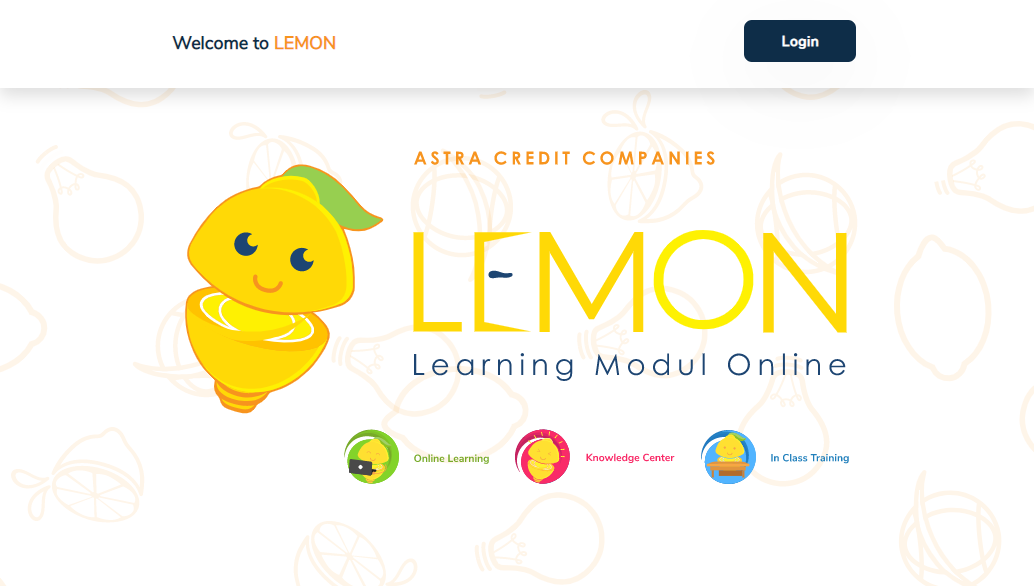 Welcome to LEMON
Login
ASTRA CREDIT COMPANIES
LEMON
Learning Modul Online
Online Learning
Knowledge Center
In Class Training